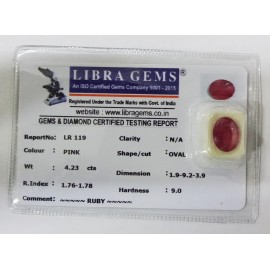 LIBRA GEMS®
An ISO Certified Gems Company 9001 - 2015
Registered Under the Trade Marks with Govt. of India
website : www.libragems.co.in
GEMS & DIAMOND CERTIFIED TESTING REPORT
ReportNo: LR 119 Clarity : N/A
Colour : PINK Shape/cut : OVAL
Wt : 4.23 cts Dimension : 1.9-9.2-3.9
R.Index : 1.76-1.78 Hardness : 9.0
Comment ~~~~~ RUBY ~~~~~